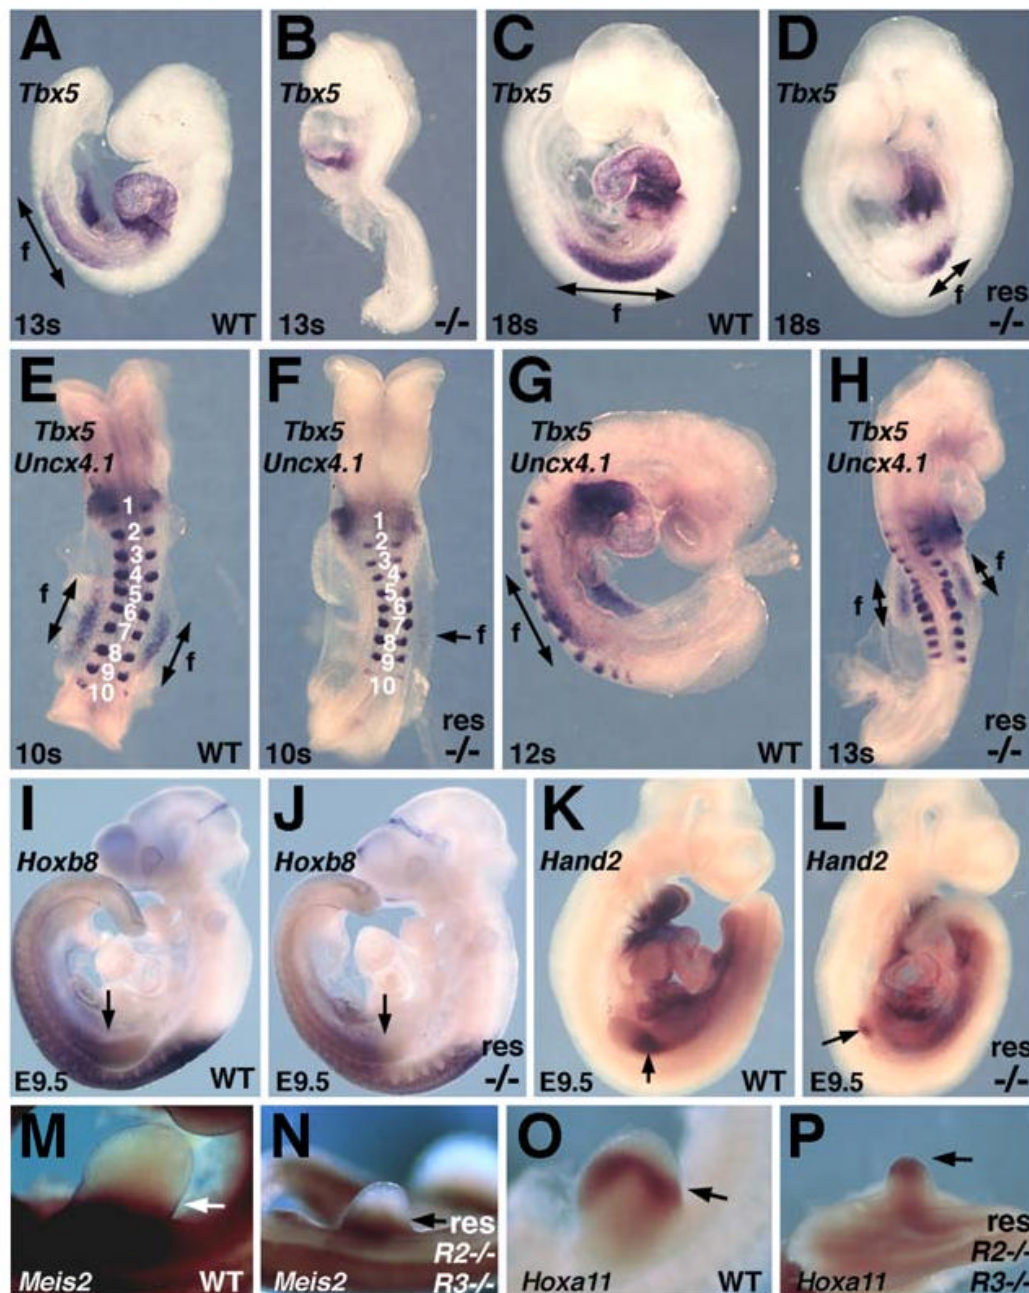 A
Tbx5
f
13s
WT
B
Tbx5
13s
-/-
C
Tbx5
f
18s
WT
D
Tbx5
f
res
18s
-/-
E
Tbx5
Uncx4.1
1
2
3
4
5
6
7
8
9
10
f
f
10s
WT
F
Tbx5
Uncx4.1
1
2
3
4
5
6
7
8
9
10
f
res
10s
-/-
G
Tbx5
Uncx4.1
f
12s
WT
H
Tbx5
Uncx4.1
f
f
res
13s
-/-
I
Hoxb8
E9.5
WT
J
Hoxb8
res
E9.5
-/-
K
Hand2
E9.5
WT
L
Hand2
res
E9.5
-/-
M
Meis2
WT
N
res
R2-/-
Meis2
R3-/-
O
Hoxa11
WT
P
res
R2-/-
Hoxa11
R3-/-